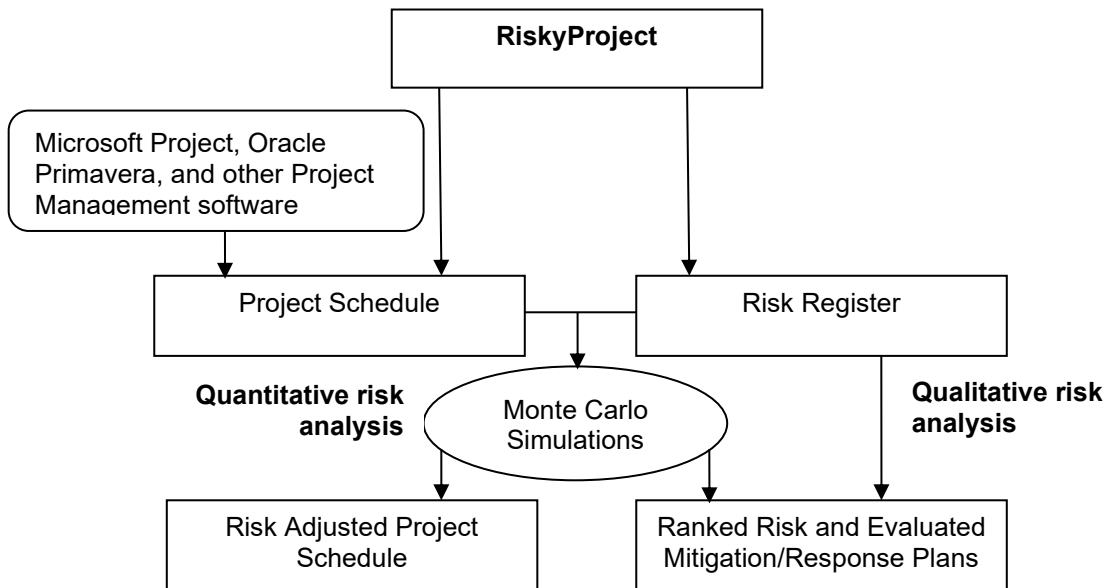 RiskyProject
Microsoft Project, Oracle
Primavera, and other Project
Management software
Project Schedule
Risk Register
Quantitative risk
analysis
Monte Carlo
Simulations
Qualitative risk
analysis
Risk Adjusted Project
Schedule
Ranked Risk and Evaluated
Mitigation/Response Plans